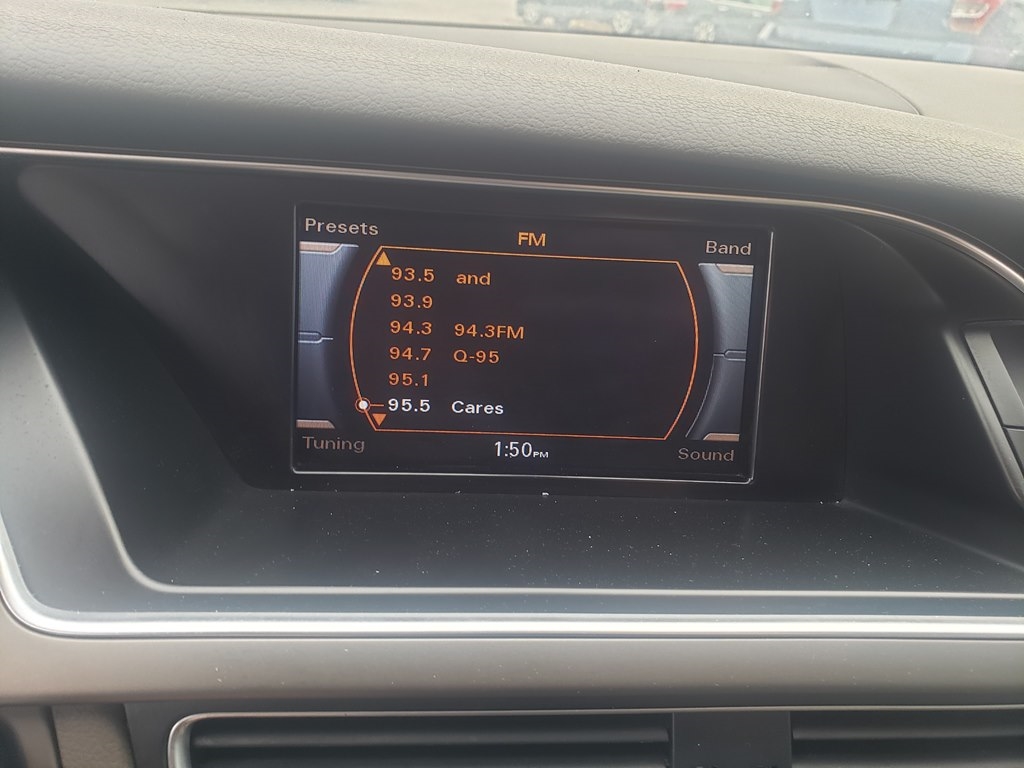 Presets
FM
Band
93.5 and
93.9
94.3 94.3FM
94.7 Q-95
95.1
95.5 Cares
Tuning
1:50PM
Sound